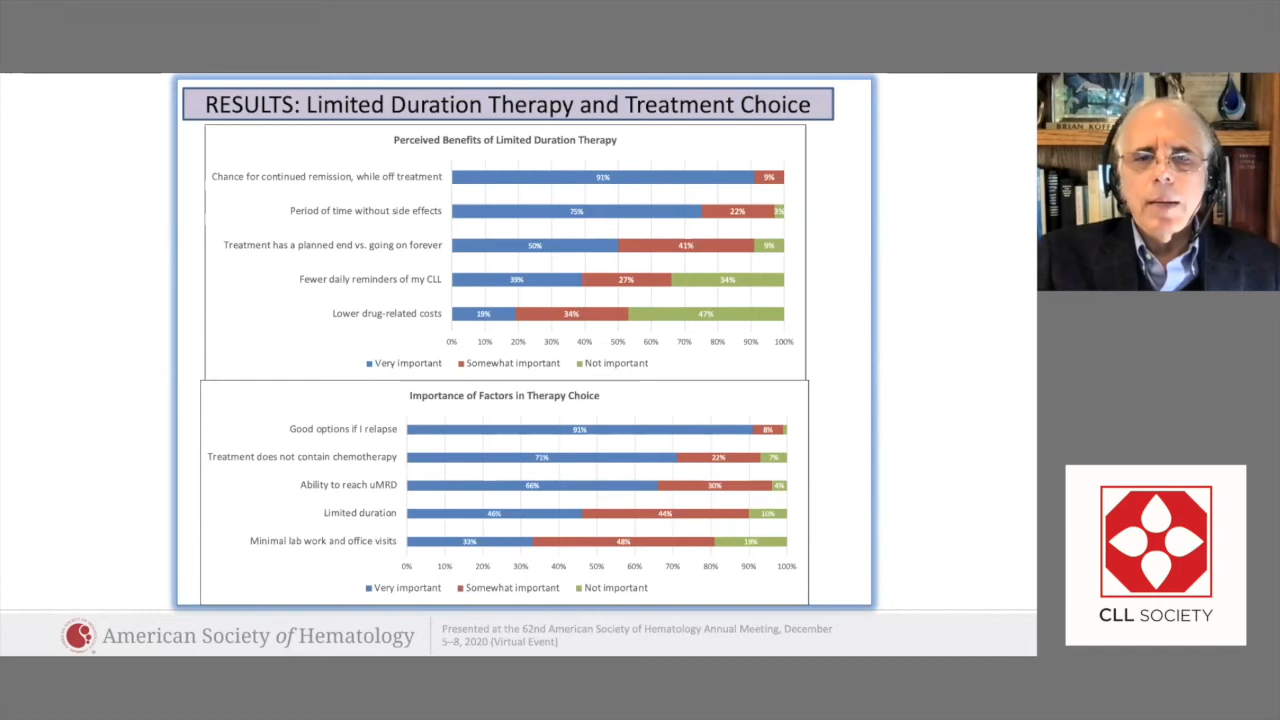 RESULTS: Limited Duration Therapy and Treatment Choice
Perceived Benefits of Limited Duration Therapy
Chance for continued remission, while off treatment
91%
9%
Period of time without side effects
75%
22%
3%
Treatment has a planned end vs. going on forever
50%
41%
9%
Fewer daily reminders of my CLL
39%
27%
34%
Lower drug-related costs
19%
34%
47%
0% 10% 20% 30% 40% 50% 60% 70% 80% 90% 100%
Very important Somewhat important Not important
Importance of Factors in Therapy Choice
Good options if I relapse
91%
8%
Treatment does not contain chemotherapy
71%
22%
7%
Ability to reach uMRD
66%
30%
4%
Limited duration
46%
44%
10%
Minimal lab work and office visits
33%
48%
19%
0% 10% 20% 30% 40% 50% 60% 70% 80% 90% 100%
Very important Somewhat important Not important
American Society of Hematology
Presented at the 62nd American Society of Hematology Annual Meeting, December
5–8, 2020 (Virtual Event)
BRIAN KOFF
CLL SOCIETY